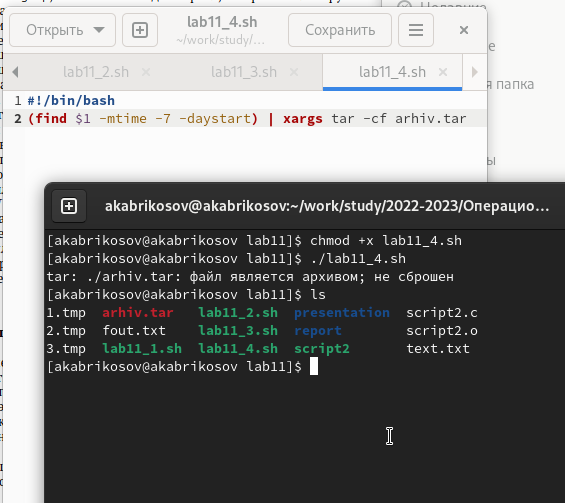 Открыть
lab11_4.sh
~/work/study/…
Сохранить
lab11_2.sh
lab11_3.sh
lab11_4.sh
1 #!/bin/bash
2 (find $1 -mtime -7 -daystart) | xargs tar -cf arhiv.tar
я папка
akabrikosov@akabrikosov:~/work/study/2022-2023/Операцио…
[akabrikosov@akabrikosov lab11]$ chmod +x lab11_4.sh
[akabrikosov@akabrikosov lab11]$ ./lab11_4.sh
tar: ./arhiv.tar: файл является архивом; не сброшен
[akabrikosov@akabrikosov lab11]$ ls
1.tmp arhiv.tar lab11_2.sh presentation script2.c
2.tmp fout.txt lab11_3.sh report script2.o
3.tmp lab11_1.sh lab11_4.sh script2 text.txt
[akabrikosov@akabrikosov lab11]$